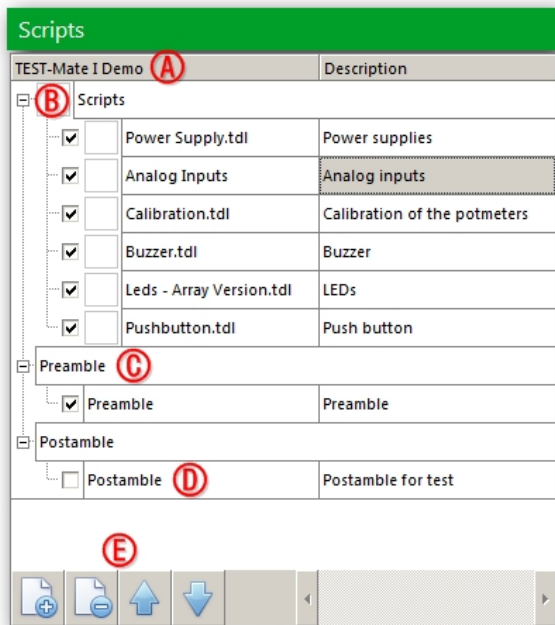 Scripts
TEST-Mate I Demo A Description
B Scripts
Power Supply.tdl Power supplies
Analog Inputs Analog inputs
Calibration.tdl Calibration of the potmeters
Buzzer.tdl Buzzer
Leds - Array Version.tdl LEDs
Pushbutton.tdl Push button
Preamble C
Preamble Preamble
Postamble
Postamble D Postamble for test
E